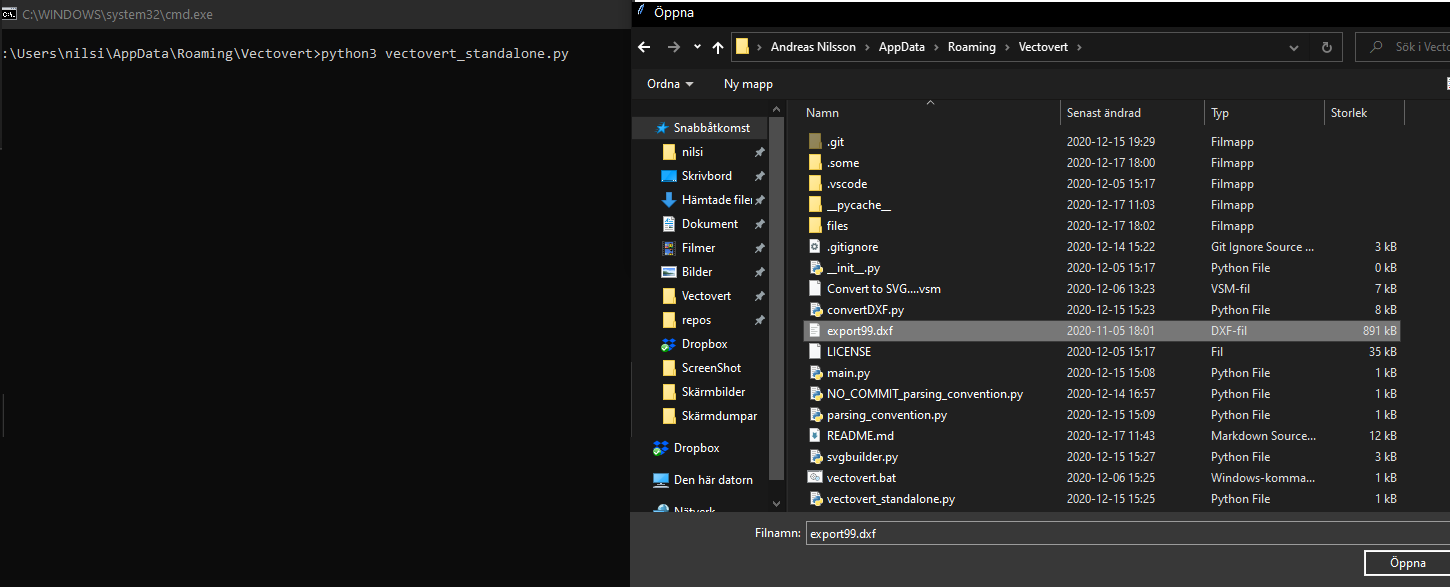 C:\WINDOWS\system32\cmd.exe
:\Users\nilsi\AppData\Roaming\Vectovert>python3 vectovert_standalone.py
Öppna
Andreas Nilsson > AppData > Roaming > Vectovert >
Sök i Vecto
Ordna
Ny mapp
Snabbåtkomst
nilsi
Skrivbord
Hämtade filer
Dokument
Filmer
Bilder
Vectovert
repos
Dropbox
ScreenShot
Skärmbilder
Skärmdumpar
Dropbox
Den här datorn
Nätverk
Namn Senast ändrad Typ Storlek
.git 2020-12-15 19:29 Filmapp
.some 2020-12-17 18:00 Filmapp
.vscode 2020-12-05 15:17 Filmapp
__pycache__ 2020-12-17 11:03 Filmapp
files 2020-12-17 18:02 Filmapp
.gitignore 2020-12-14 15:22 Git Ignore Source ... 3 kB
__init__.py 2020-12-05 15:17 Python File 0 kB
Convert to SVG....vsm 2020-12-06 13:23 VSM-fil 7 kB
convertDXF.py 2020-12-15 15:23 Python File 8 kB
export99.dxf 2020-11-05 18:01 DXF-fil 891 kB
LICENSE 2020-12-05 15:17 Fil 35 kB
main.py 2020-12-15 15:08 Python File 1 kB
NO_COMMIT_parsing_convention.py 2020-12-14 16:57 Python File 1 kB
parsing_convention.py 2020-12-15 15:09 Python File 1 kB
README.md 2020-12-17 11:43 Markdown Source... 12 kB
svgbuilder.py 2020-12-15 15:27 Python File 3 kB
vectovert.bat 2020-12-06 15:25 Windows-komma... 1 kB
vectovert_standalone.py 2020-12-15 15:25 Python File 1 kB
Filnamn: export99.dxf
Öppna